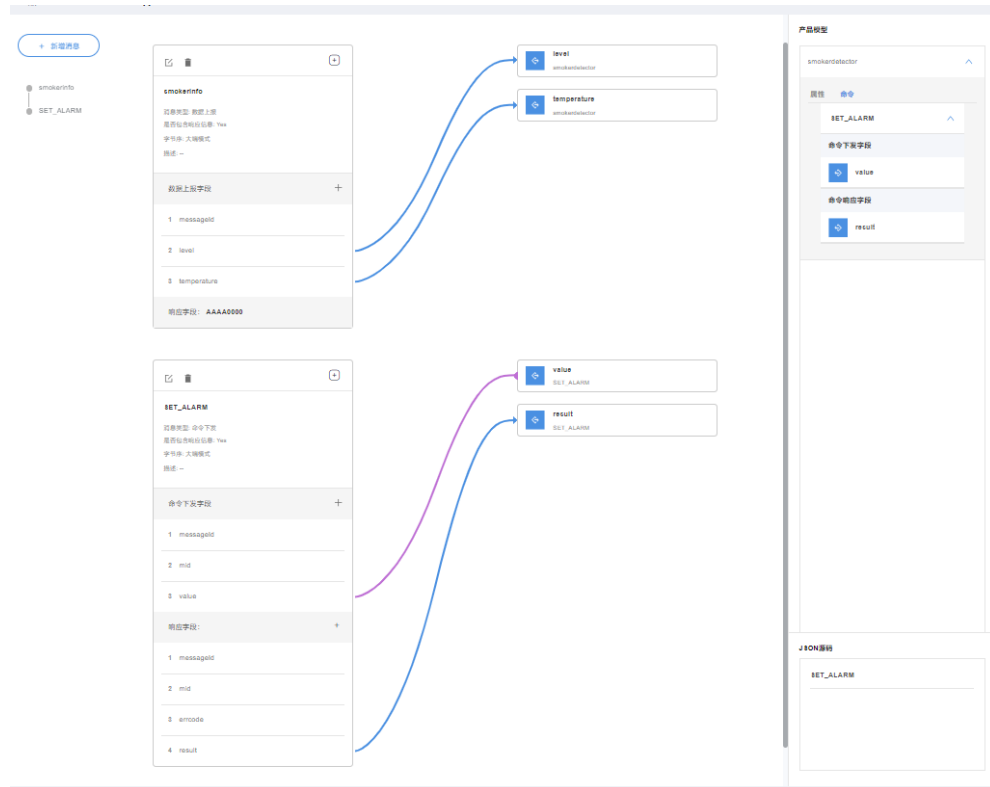 + 新增消息
smokerinfo
SET_ALARM
smokerinfo
消息类型: 数据上报
是否包含响应信息: Yes
字节序: 大端模式
描述: --
数据上报字段 +
1 messageId
2 level
3 temperature
响应字段: AAAA0000
level
smokerdetector
temperature
smokerdetector
SET_ALARM
消息类型: 命令下发
是否包含响应信息: Yes
字节序: 大端模式
描述: --
命令下发字段 +
1 messageId
2 mid
3 value
响应字段: +
1 messageId
2 mid
3 errcode
4 result
value
SET_ALARM
result
SET_ALARM
产品模型
smokerdetector
属性 命令
SET_ALARM
命令下发字段
value
命令响应字段
result
JSON源码
SET_ALARM